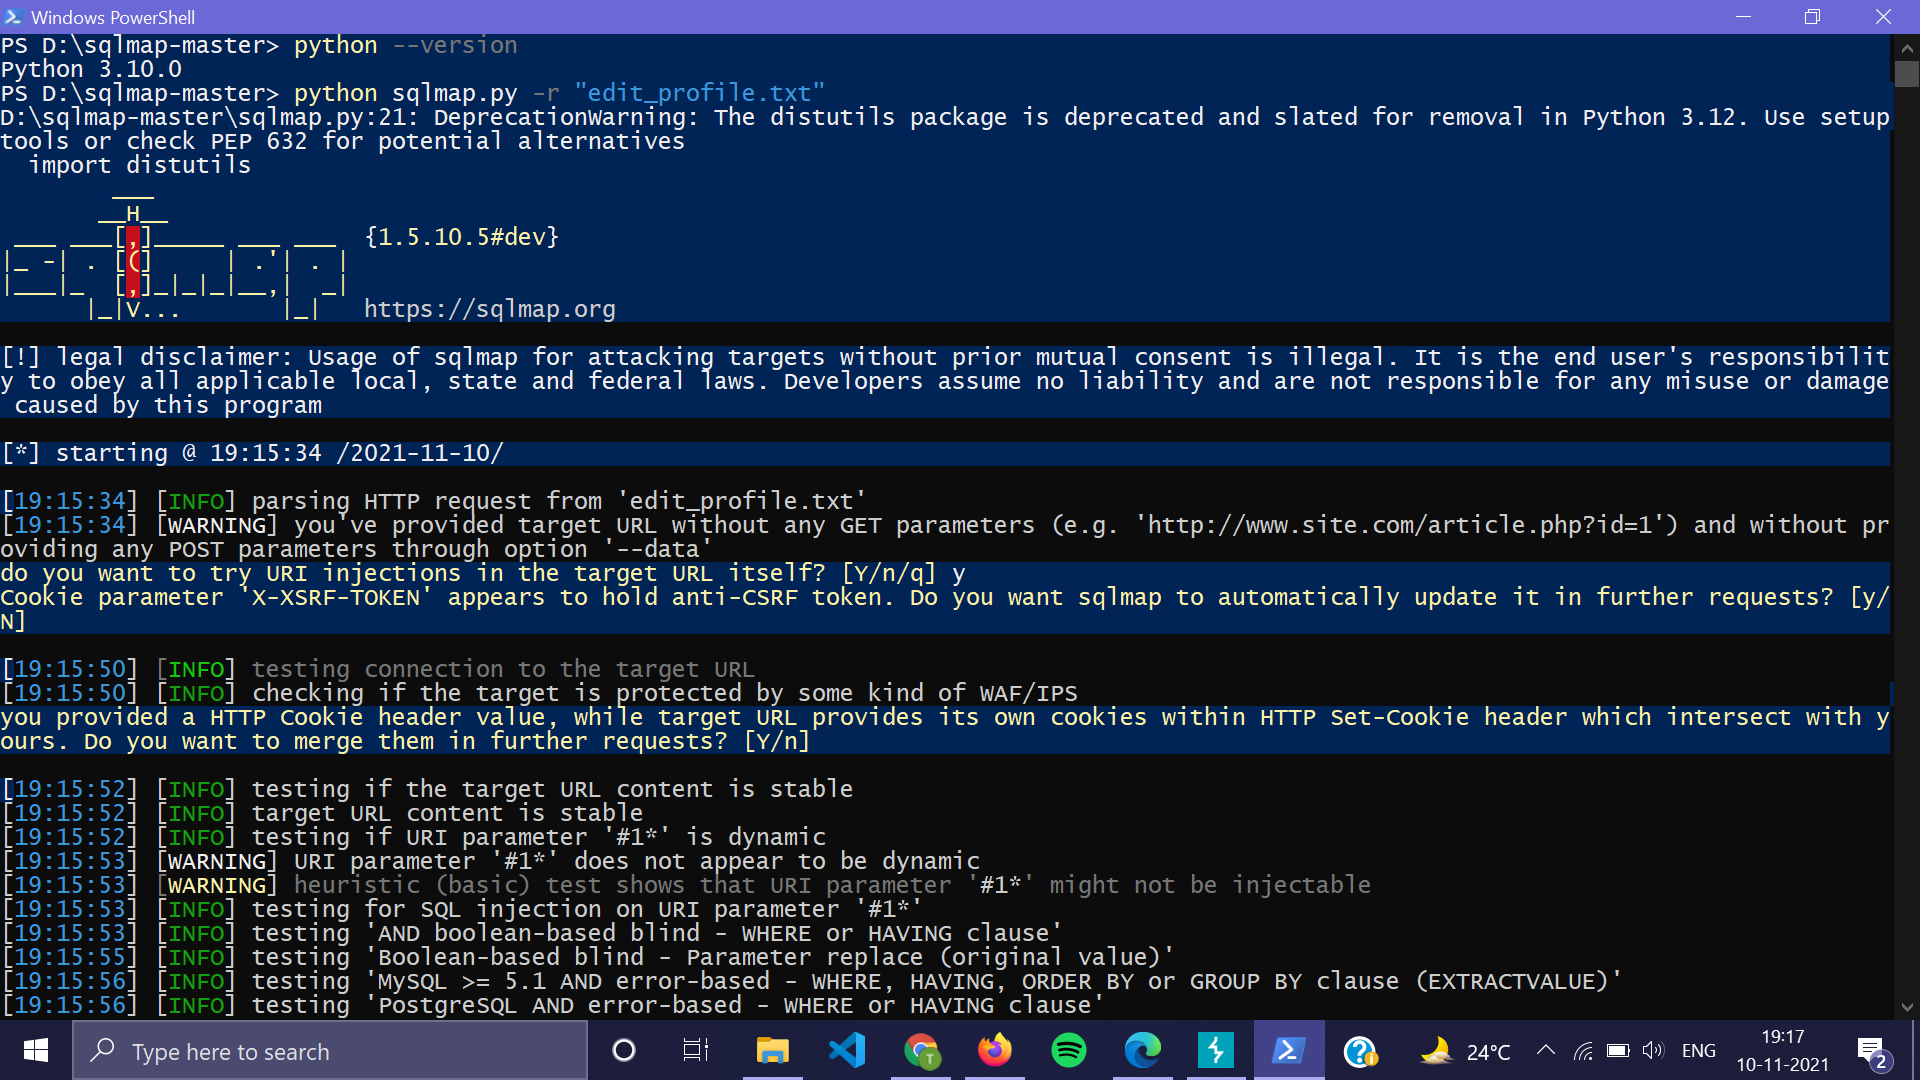 Windows PowerShell
PS D:\sqlmap-master> python --version
Python 3.10.0
PS D:\sqlmap-master> python sqlmap.py -r "edit_profile.txt"
D:\sqlmap-master\sqlmap.py:21: DeprecationWarning: The distutils package is deprecated and slated for removal in Python 3.12. Use setup
tools or check PEP 632 for potential alternatives
  import distutils
        ___
       __H__
 ___ ___[,]_____ ___ ___  {1.5.10.5#dev}
|_ -| . [(]     | .'| . |
|___|_  [,]_|_|_|__,|  _|
      |_|V...       |_|   https://sqlmap.org
[!] legal disclaimer: Usage of sqlmap for attacking targets without prior mutual consent is illegal. It is the end user's responsibilit
y to obey all applicable local, state and federal laws. Developers assume no liability and are not responsible for any misuse or damage
 caused by this program
[*] starting @ 19:15:34 /2021-11-10/
[19:15:34] [INFO] parsing HTTP request from 'edit_profile.txt'
[19:15:34] [WARNING] you've provided target URL without any GET parameters (e.g. 'http://www.site.com/article.php?id=1') and without pr
oviding any POST parameters through option '--data'
do you want to try URI injections in the target URL itself? [Y/n/q] y
Cookie parameter 'X-XSRF-TOKEN' appears to hold anti-CSRF token. Do you want sqlmap to automatically update it in further requests? [y/
N]
[19:15:50] [INFO] testing connection to the target URL
[19:15:50] [INFO] checking if the target is protected by some kind of WAF/IPS
you provided a HTTP Cookie header value, while target URL provides its own cookies within HTTP Set-Cookie header which intersect with y
ours. Do you want to merge them in further requests? [Y/n]
[19:15:52] [INFO] testing if the target URL content is stable
[19:15:52] [INFO] target URL content is stable
[19:15:52] [INFO] testing if URI parameter '#1*' is dynamic
[19:15:53] [WARNING] URI parameter '#1*' does not appear to be dynamic
[19:15:53] [WARNING] heuristic (basic) test shows that URI parameter '#1*' might not be injectable
[19:15:53] [INFO] testing for SQL injection on URI parameter '#1*'
[19:15:53] [INFO] testing 'AND boolean-based blind - WHERE or HAVING clause'
[19:15:55] [INFO] testing 'Boolean-based blind - Parameter replace (original value)'
[19:15:56] [INFO] testing 'MySQL >= 5.1 AND error-based - WHERE, HAVING, ORDER BY or GROUP BY clause (EXTRACTVALUE)'
[19:15:56] [INFO] testing 'PostgreSQL AND error-based - WHERE or HAVING clause'
Type here to search
T
24°C
ENG
19:17
10-11-2021
2